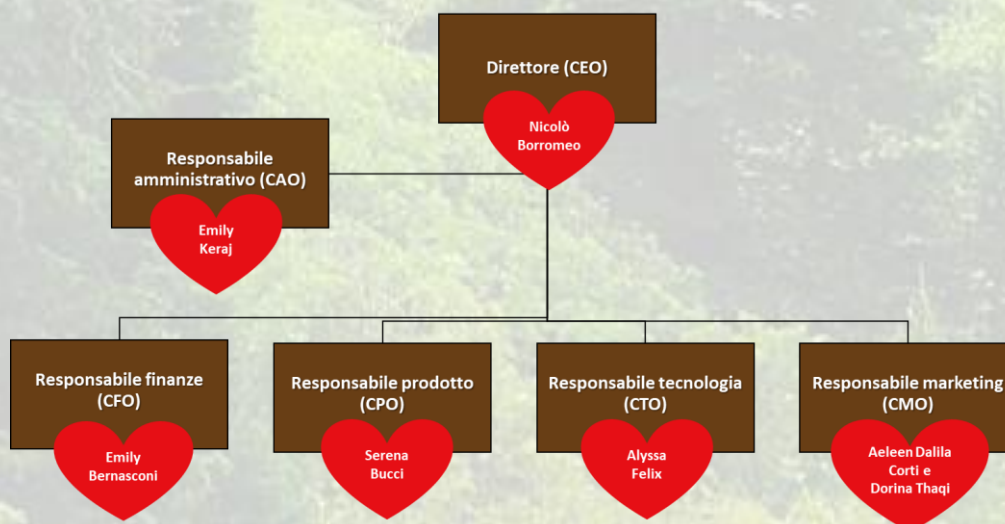 Direttore (CEO)
Nicolò
Borromeo
Responsabile
amministrativo (CAO)
Emily
Keraj
Responsabile finanze
(CFO)
Emily
Bernasconi
Responsabile prodotto
(CPO)
Serena
Bucci
Responsabile tecnologia
(CTO)
Alyssa
Felix
Responsabile marketing
(CMO)
Aeleen Dalila
Corti e
Dorina Thaqi